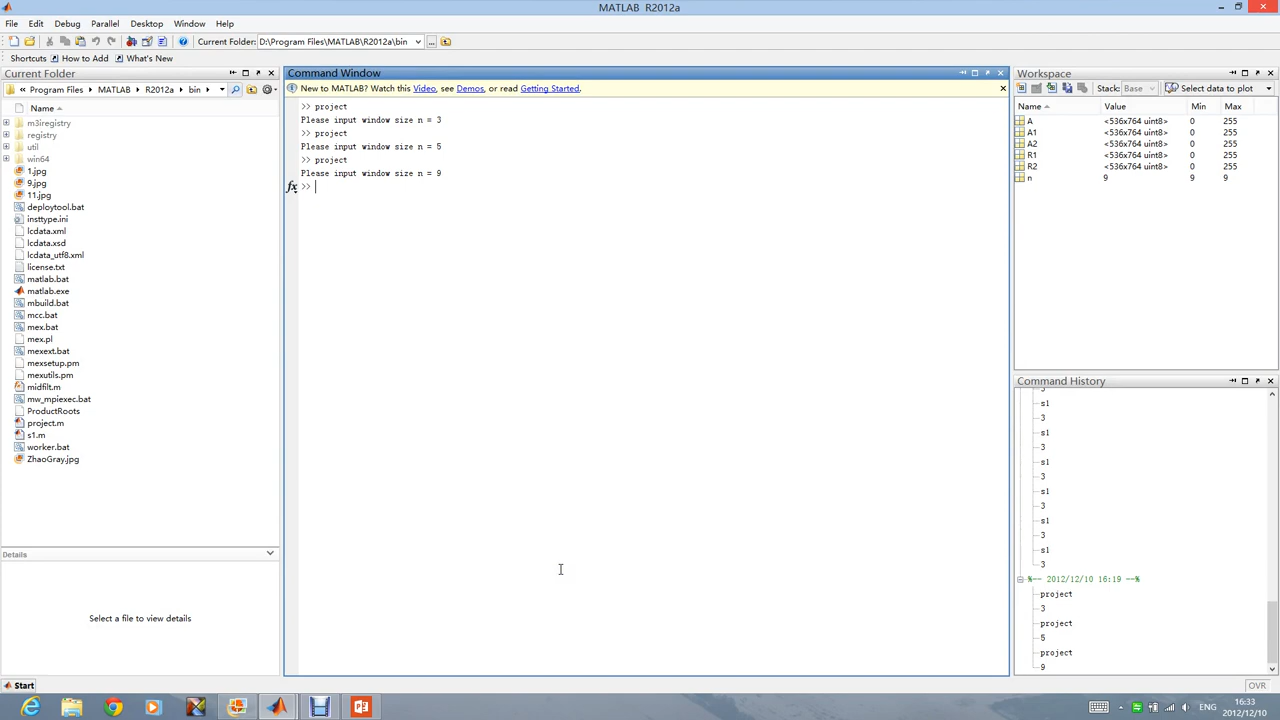 MATLAB R2012a
File Edit Debug Parallel Desktop Window Help
Current Folder: D:\Program Files\MATLAB\R2012a\bin
Shortcuts How to Add What's New
Current Folder
Program Files MATLAB R2012a bin
Name
m3iregistry
registry
util
win64
1.jpg
9.jpg
11.jpg
deploytool.bat
insttype.ini
lcdata.xml
lcdata.xsd
lcdata_utf8.xml
license.txt
matlab.bat
matlab.exe
mbuild.bat
mcc.bat
mex.bat
mex.pl
mexext.bat
mexsetup.pm
mexutils.pm
midfilt.m
mw_mpiexec.bat
ProductRoots
project.m
s1.m
worker.bat
ZhaoGray.jpg
Details
Select a file to view details
Start
Command Window
New to MATLAB? Watch this Video, see Demos, or read Getting Started.
>> project
Please input window size n = 3
>> project
Please input window size n = 5
>> project
Please input window size n = 9
fx >>
Workspace
Stack: Base Select data to plot
Name Value Min Max
A <536x764 uint8> 0 255
A1 <536x764 uint8> 0 255
A2 <536x764 uint8> 0 255
R1 <536x764 uint8> 0 255
R2 <536x764 uint8> 0 255
n 9 9 9
Command History
s1
3
s1
3
s1
3
s1
3
s1
3
s1
3
%-- 2012/12/10 16:19 --%
project
3
project
5
project
9
OVR
ENG
16:33
2012/12/10